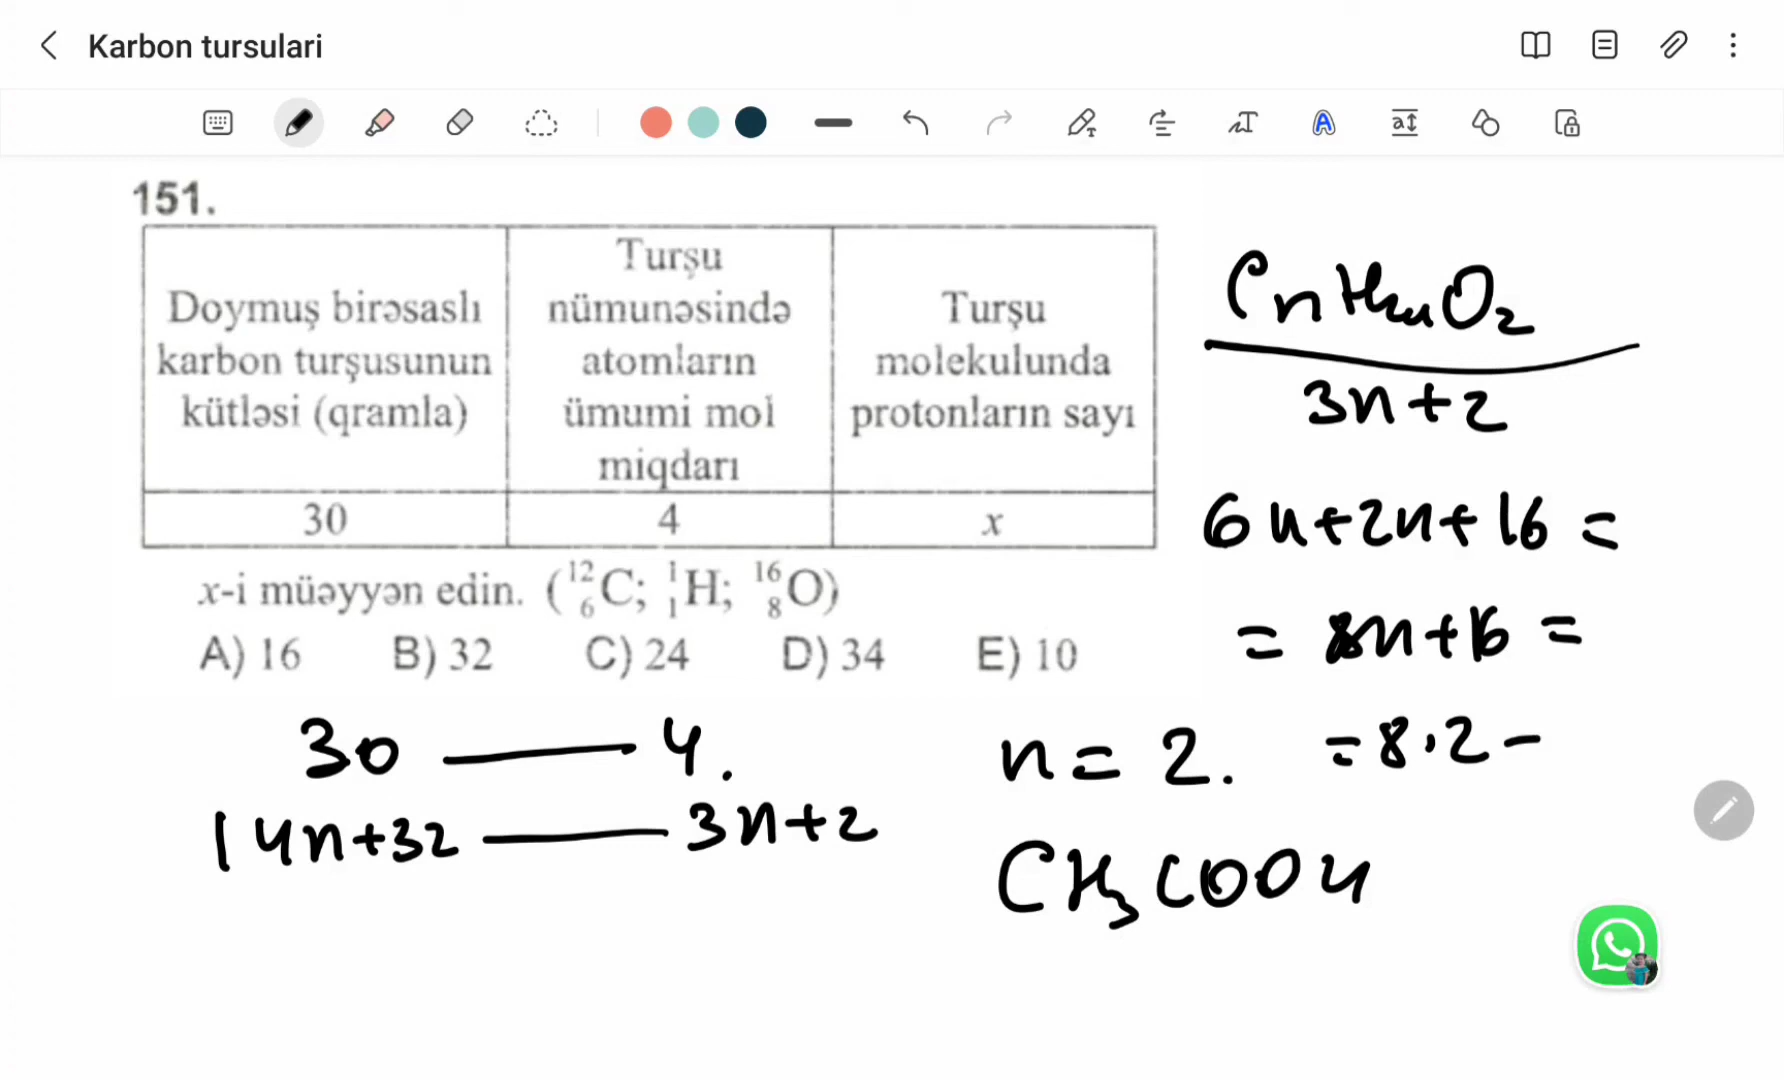 Karbon tursulari
151.
Doymuş birəsaslı karbon turşusunun kütləsi (qramla)
Turşu nümunəsində atomların ümumi mol miqdarı
Turşu molekulunda protonların sayı
30 4 x
x-i müəyyən edin. (¹²₆C; ¹₁H; ¹⁶₈O)
A) 16 B) 32 C) 24 D) 34 E) 10
CnH2nO2
3n+2
6n+2n+16=
= 8n+16=
=8·2-
30 — 4.
14n+32 — 3n+2
n=2.
CH3COOH